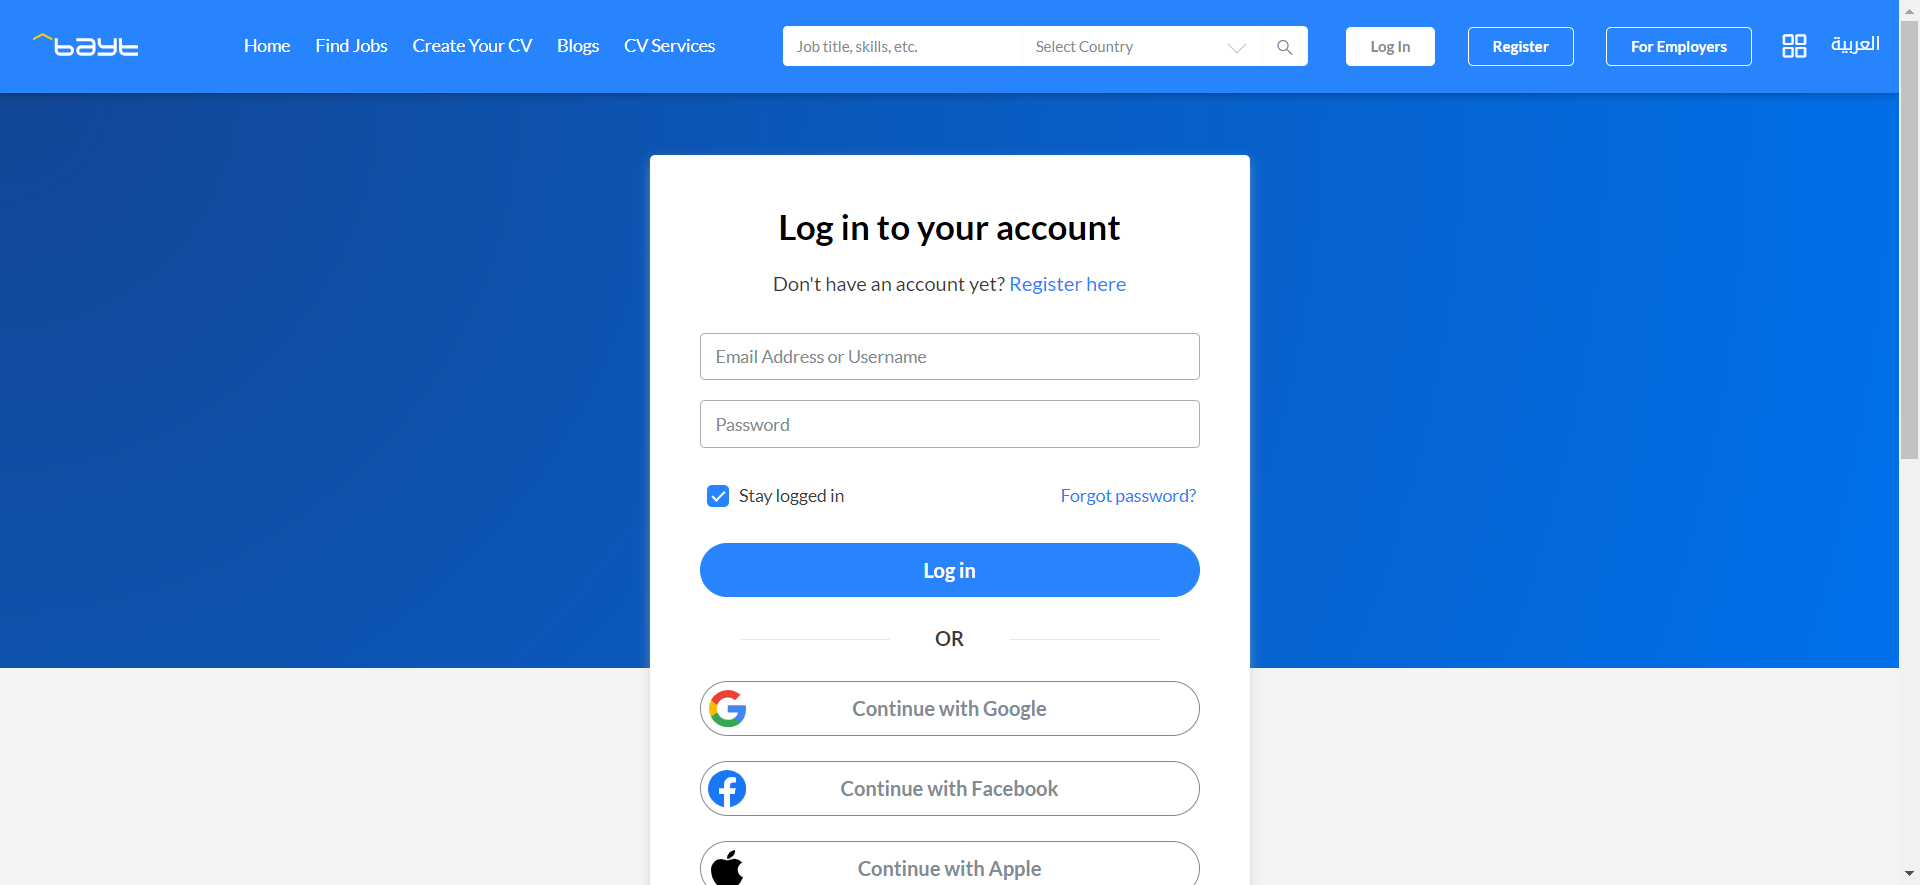 bayt
Home Find Jobs Create Your CV Blogs CV Services Job title, skills, etc. Select Country Log In Register For Employers العربية
Log in to your account
Don't have an account yet? Register here
Email Address or Username
Password
Stay logged in Forgot password?
Log in
OR
Continue with Google
Continue with Facebook
Continue with Apple